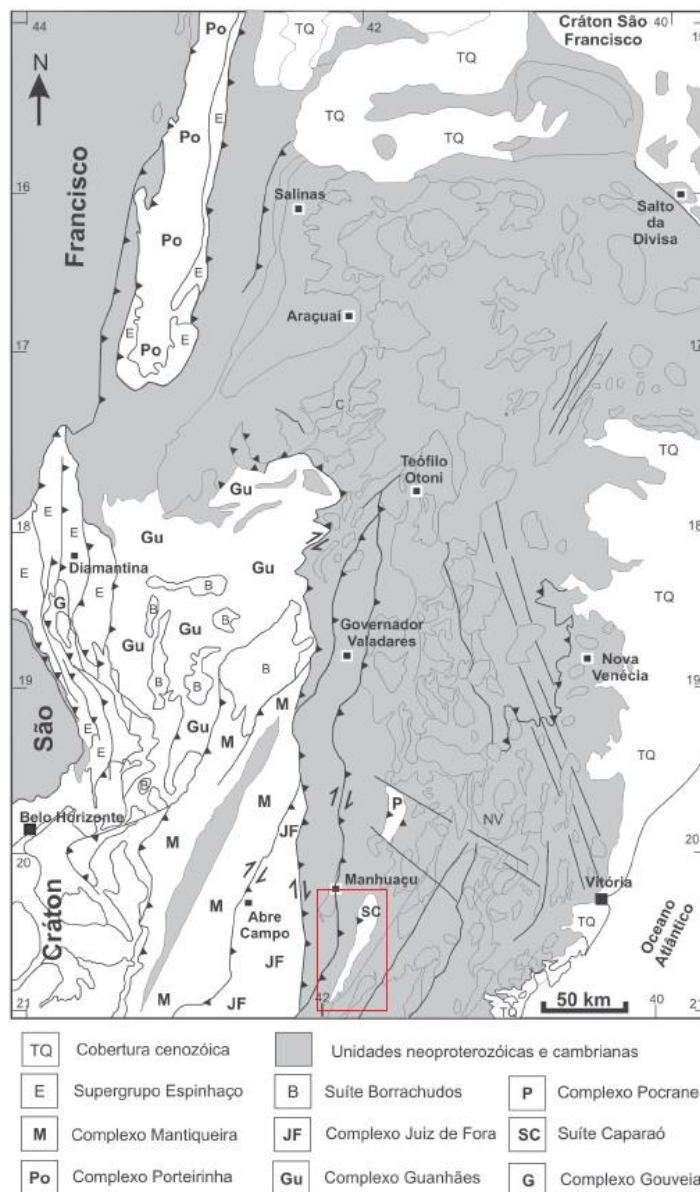 44
42
40
Cráton São
Francisco
Po
TQ
TQ
N
E
TQ
TQ
Po
Francisco
16
Salinas
Salto
da
Divisa
Po
E
Araçuaí
17
E
E
Po
C
TQ
Teófilo
Otoni
Gu
E
18
Gu
18
E
Diamantina
Gu
E
E
B
TQ
G
B
Gu
B
Governador
Valadares
B
B
Nova
Venécia
19
M
19
São
E
Gu
M
E
TQ
B
M
P
JF
NV
Belo Horizonte
20
M
20
Manhuaçu
Vitória
M
Abre
Campo
SC
TQ
Oceano
Atlântico
Cráton
JF
M
JF
42
50 km
40
21
21
TQ
TQ Cobertura cenozóica
Unidades neoproterozóicas e cambrianas
E Supergrupo Espinhaço
B Suíte Borrachudos
P Complexo Pocrane
M Complexo Mantiqueira
JF Complexo Juiz de Fora
SC Suíte Caparaó
Po Complexo Porteirinha
Gu Complexo Guanhães
G Complexo Gouveia